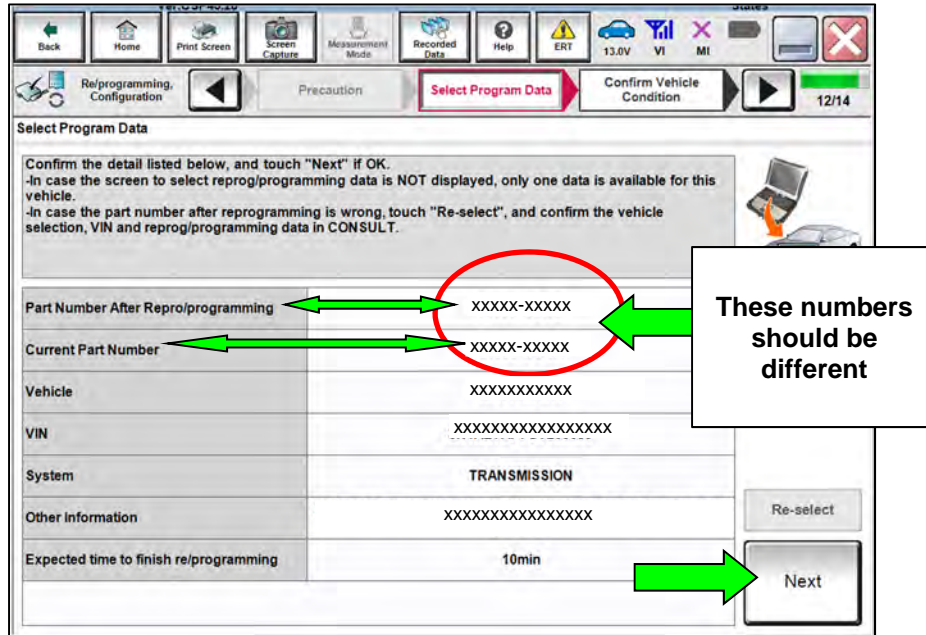 Back
Home
Print Screen
Screen Capture
Measurement Mode
Recorded Data
Help
ERT
13.0V
VI
MI
Re/programming, Configuration
Precaution
Select Program Data
Confirm Vehicle Condition
12/14
Select Program Data
Confirm the detail listed below, and touch "Next" if OK.
-In case the screen to select reprog/programming data is NOT displayed, only one data is available for this
vehicle.
-In case the part number after reprogramming is wrong, touch "Re-select", and confirm the vehicle
selection, VIN and reprog/programming data in CONSULT.
These numbers
should be
different
Part Number After Repro/programming xxxxx-xxxxx
Current Part Number xxxxx-xxxxx
Vehicle xxxxxxxxxxx
VIN xxxxxxxxxxxxxxxxx
System TRANSMISSION
Other Information xxxxxxxxxxxxxxxx
Expected time to finish re/programming 10min
Re-select
Next